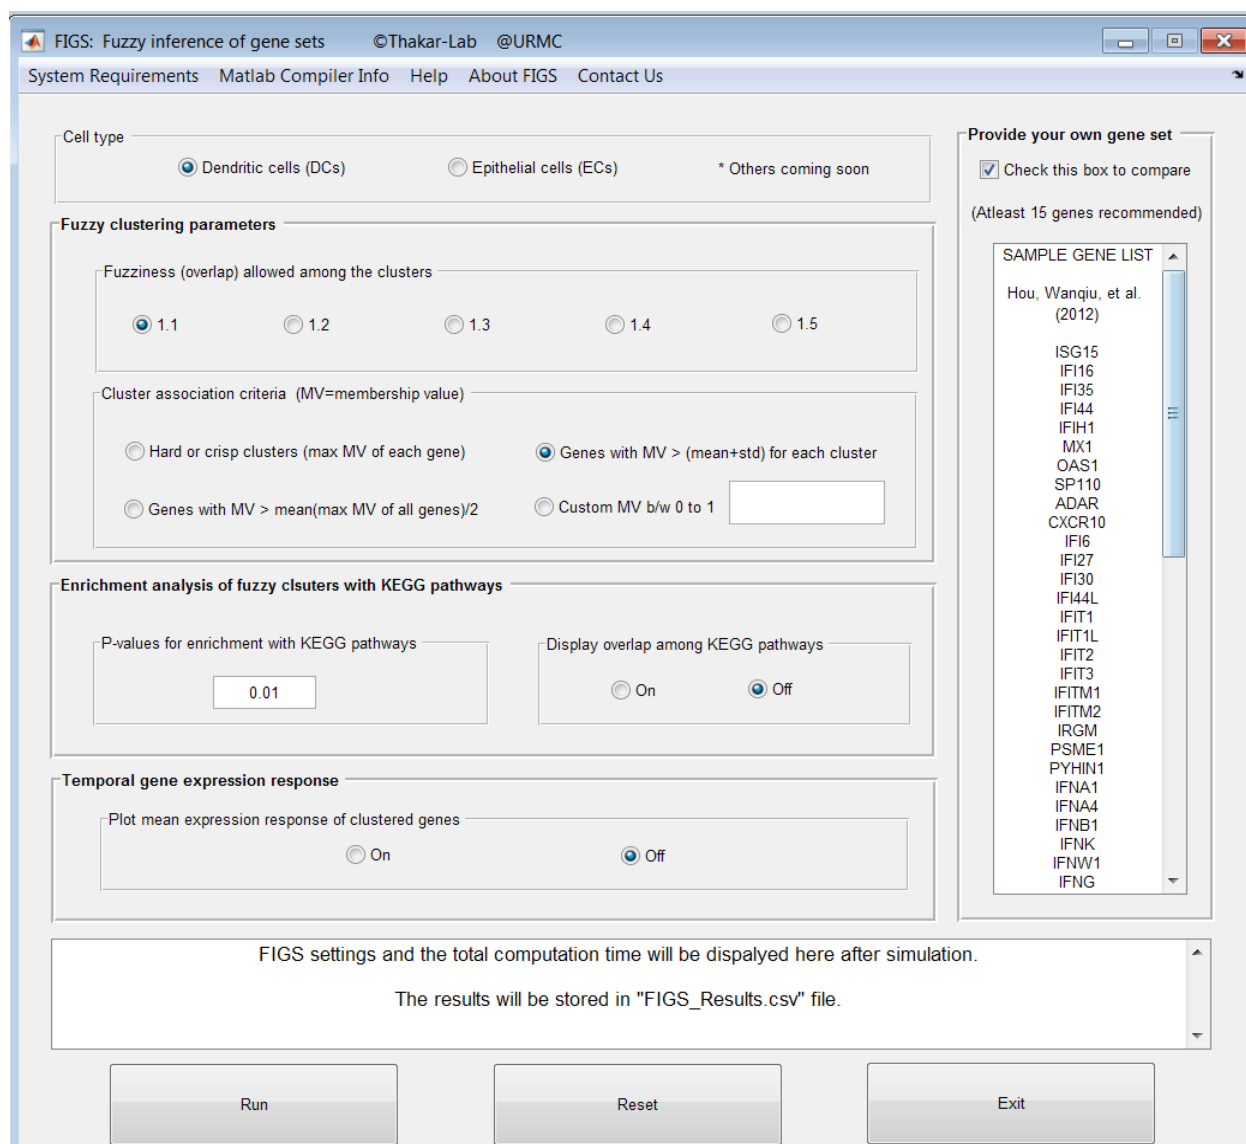 FIGS: Fuzzy inference of gene sets ©Thakar-Lab @URMC
System Requirements Matlab Compiler Info Help About FIGS Contact Us
Cell type
Dendritic cells (DCs) Epithelial cells (ECs) * Others coming soon
Fuzzy clustering parameters
Fuzziness (overlap) allowed among the clusters
1.1 1.2 1.3 1.4 1.5
Cluster association criteria (MV=membership value)
Hard or crisp clusters (max MV of each gene) Genes with MV > (mean+std) for each cluster
Genes with MV > mean(max MV of all genes)/2 Custom MV b/w 0 to 1
Enrichment analysis of fuzzy clsuters with KEGG pathways
P-values for enrichment with KEGG pathways
0.01
Display overlap among KEGG pathways
On Off
Temporal gene expression response
Plot mean expression response of clustered genes
On Off
Provide your own gene set
Check this box to compare
(Atleast 15 genes recommended)
SAMPLE GENE LIST
Hou, Wanqiu, et al.
(2012)
ISG15
IFI16
IFI35
IFI44
IFIH1
MX1
OAS1
SP110
ADAR
CXCR10
IFI6
IFI27
IFI30
IFI44L
IFIT1
IFIT1L
IFIT2
IFIT3
IFITM1
IFITM2
IRGM
PSME1
PYHIN1
IFNA1
IFNA4
IFNB1
IFNK
IFNW1
IFNG
FIGS settings and the total computation time will be dispalyed here after simulation.
The results will be stored in "FIGS_Results.csv" file.
Run Reset Exit